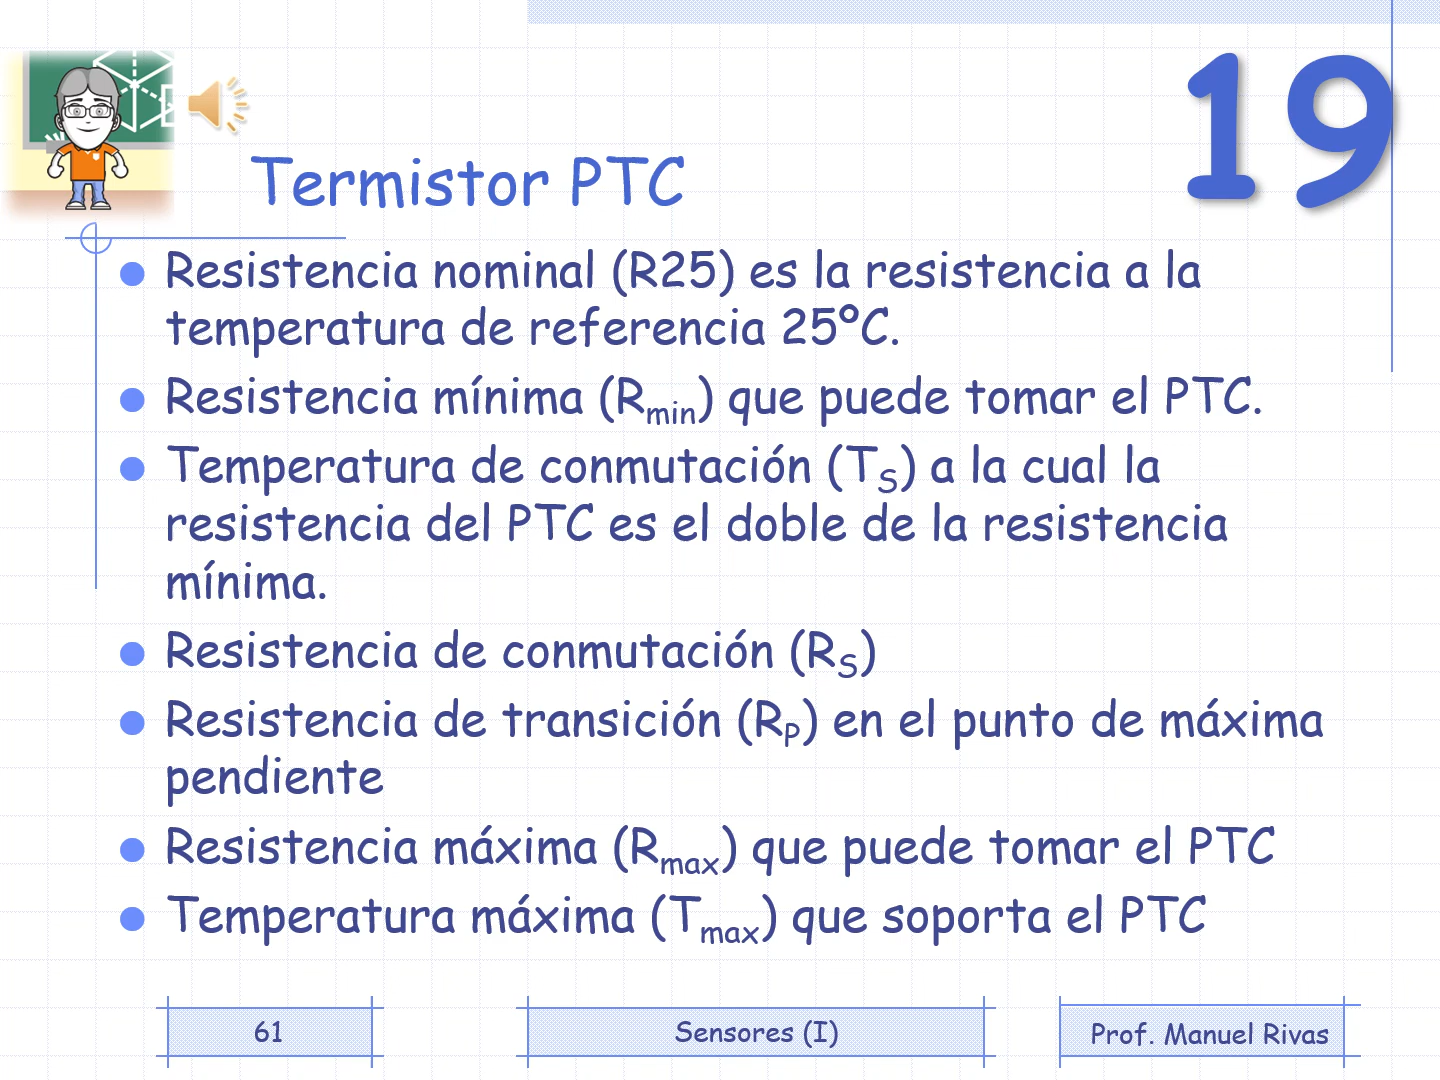 19
Termistor PTC
Resistencia nominal (R25) es la resistencia a la
temperatura de referencia 25ºC.
Resistencia mínima (Rmin) que puede tomar el PTC.
Temperatura de conmutación (TS) a la cual la
resistencia del PTC es el doble de la resistencia
mínima.
Resistencia de conmutación (RS)
Resistencia de transición (RP) en el punto de máxima
pendiente
Resistencia máxima (Rmax) que puede tomar el PTC
Temperatura máxima (Tmax) que soporta el PTC
61
Sensores (I)
Prof. Manuel Rivas